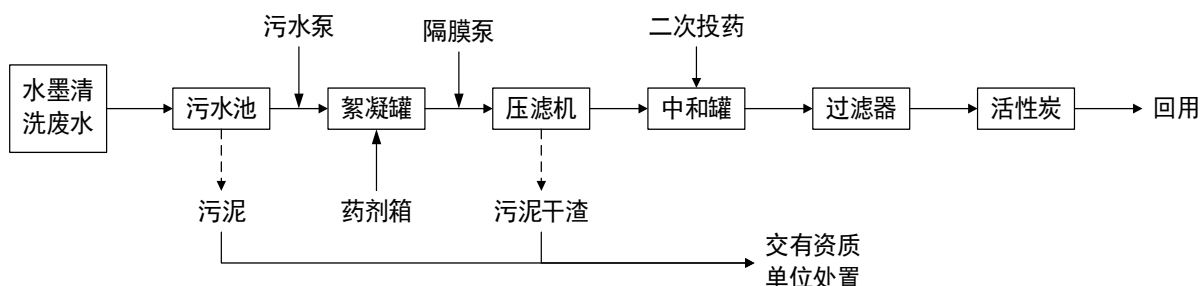 污水泵
隔膜泵
二次投药
水墨清
洗废水
污水池
絮凝罐
压滤机
中和罐
过滤器
活性炭
回用
污泥
药剂箱
污泥干渣
交有资质
单位处置